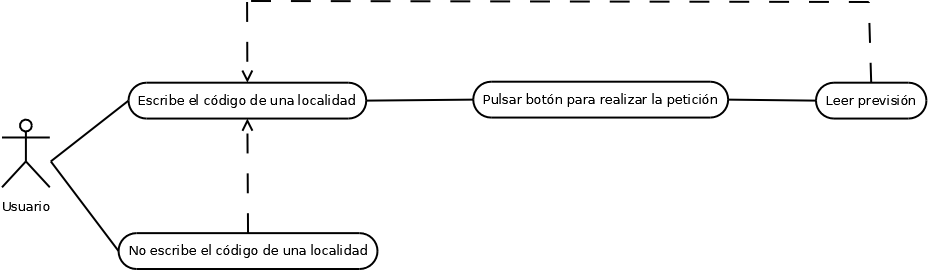 Escribe el código de una localidad
Pulsar botón para realizar la petición
Leer previsión
Usuario
No escribe el código de una localidad